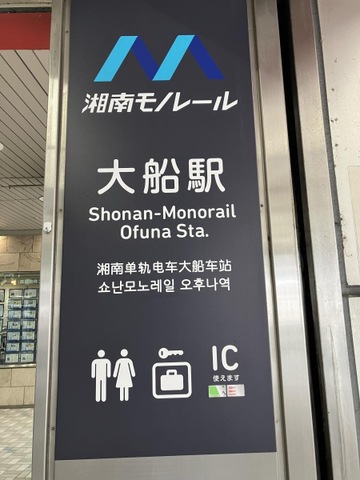 湘南モノレール
大船駅
Shonan-Monorail
Ofuna Sta.
湘南单轨电车大船车站
쇼난모노레일 오후나역
IC
使えます